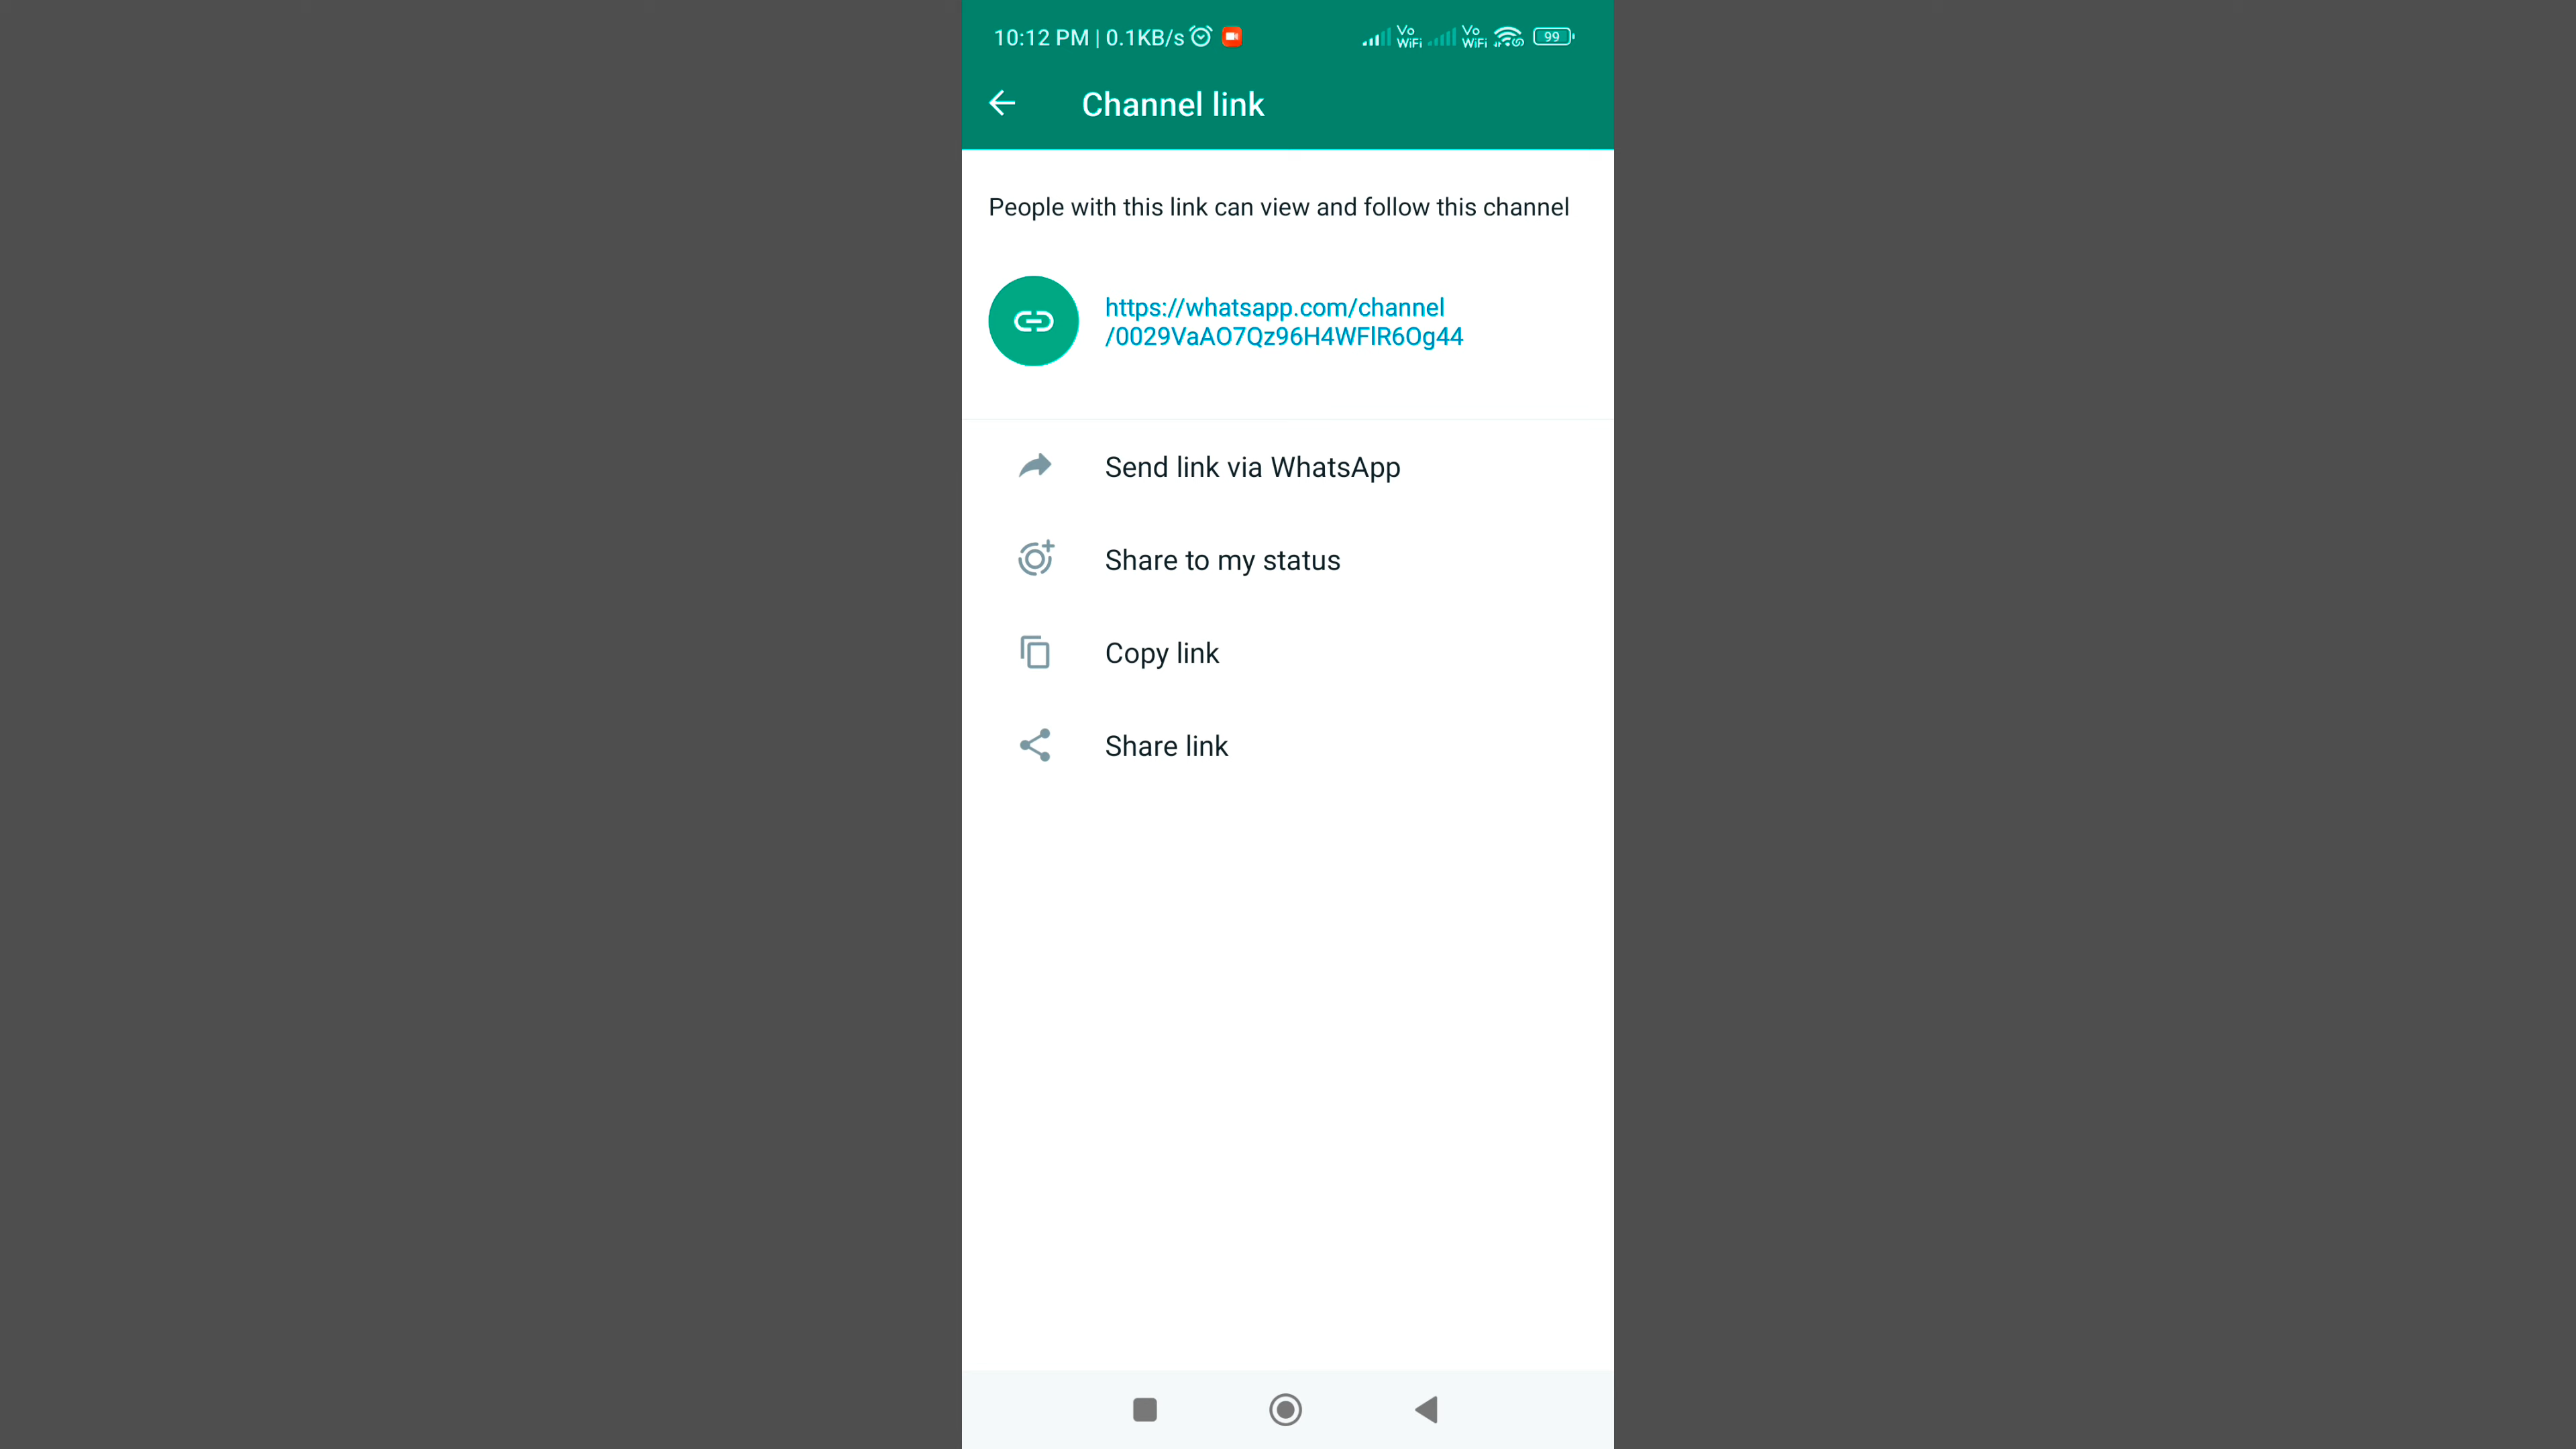 10:12 PM | 0.1KB/s Vo WiFi Vo WiFi 99
Channel link
People with this link can view and follow this channel
https://whatsapp.com/channel
/0029VaAO7Qz96H4WFlR6Og44
Send link via WhatsApp
Share to my status
Copy link
Share link